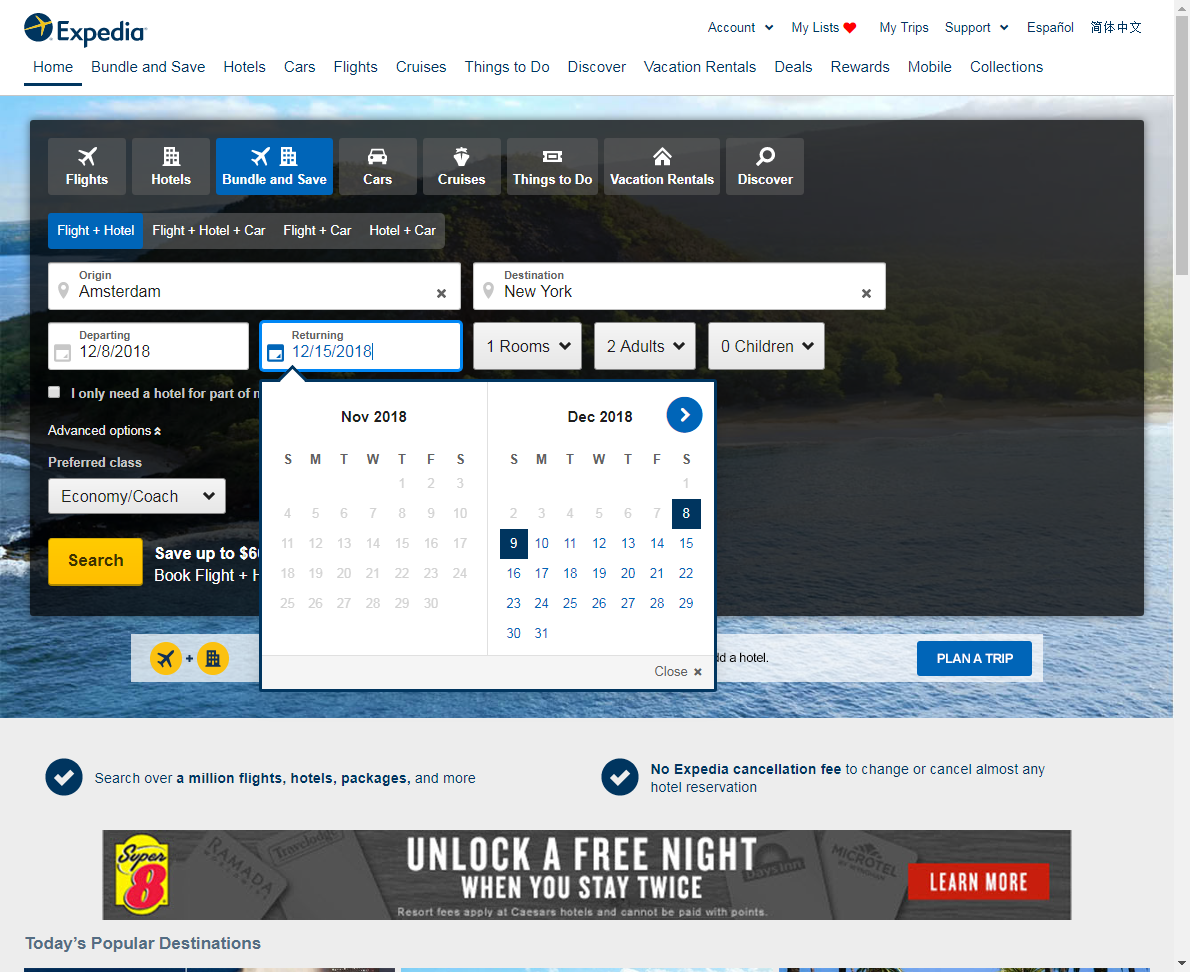 Expedia
Account
My Lists
My Trips
Support
Español
简体中文
Home
Bundle and Save
Hotels
Cars
Flights
Cruises
Things to Do
Discover
Vacation Rentals
Deals
Rewards
Mobile
Collections
Flights
Hotels
Bundle and Save
Cars
Cruises
Things to Do
Vacation Rentals
Discover
Flight + Hotel
Flight + Hotel + Car
Flight + Car
Hotel + Car
Origin
Amsterdam
Destination
New York
Departing
12/8/2018
Returning
12/15/2018
1 Rooms
2 Adults
0 Children
I only need a hotel for part of
Advanced options
Preferred class
Economy/Coach
Search
Save up to
Book Flight +
Nov 2018
S M T W T F S
1 2 3
4 5 6 7 8 9 10
11 12 13 14 15 16 17
18 19 20 21 22 23 24
25 26 27 28 29 30
Dec 2018
S M T W T F S
1
2 3 4 5 6 7 8
9 10 11 12 13 14 15
16 17 18 19 20 21 22
23 24 25 26 27 28 29
30 31
Close
+
a hotel.
PLAN A TRIP
Search over a million flights, hotels, packages, and more
No Expedia cancellation fee to change or cancel almost any
hotel reservation
Super 8
RAMADA
Travelodge
UNLOCK A FREE NIGHT
WHEN YOU STAY TWICE
Resort fees apply at Caesars hotels and cannot be paid with points.
Days Inn
MICROTEL
LEARN MORE
Today's Popular Destinations